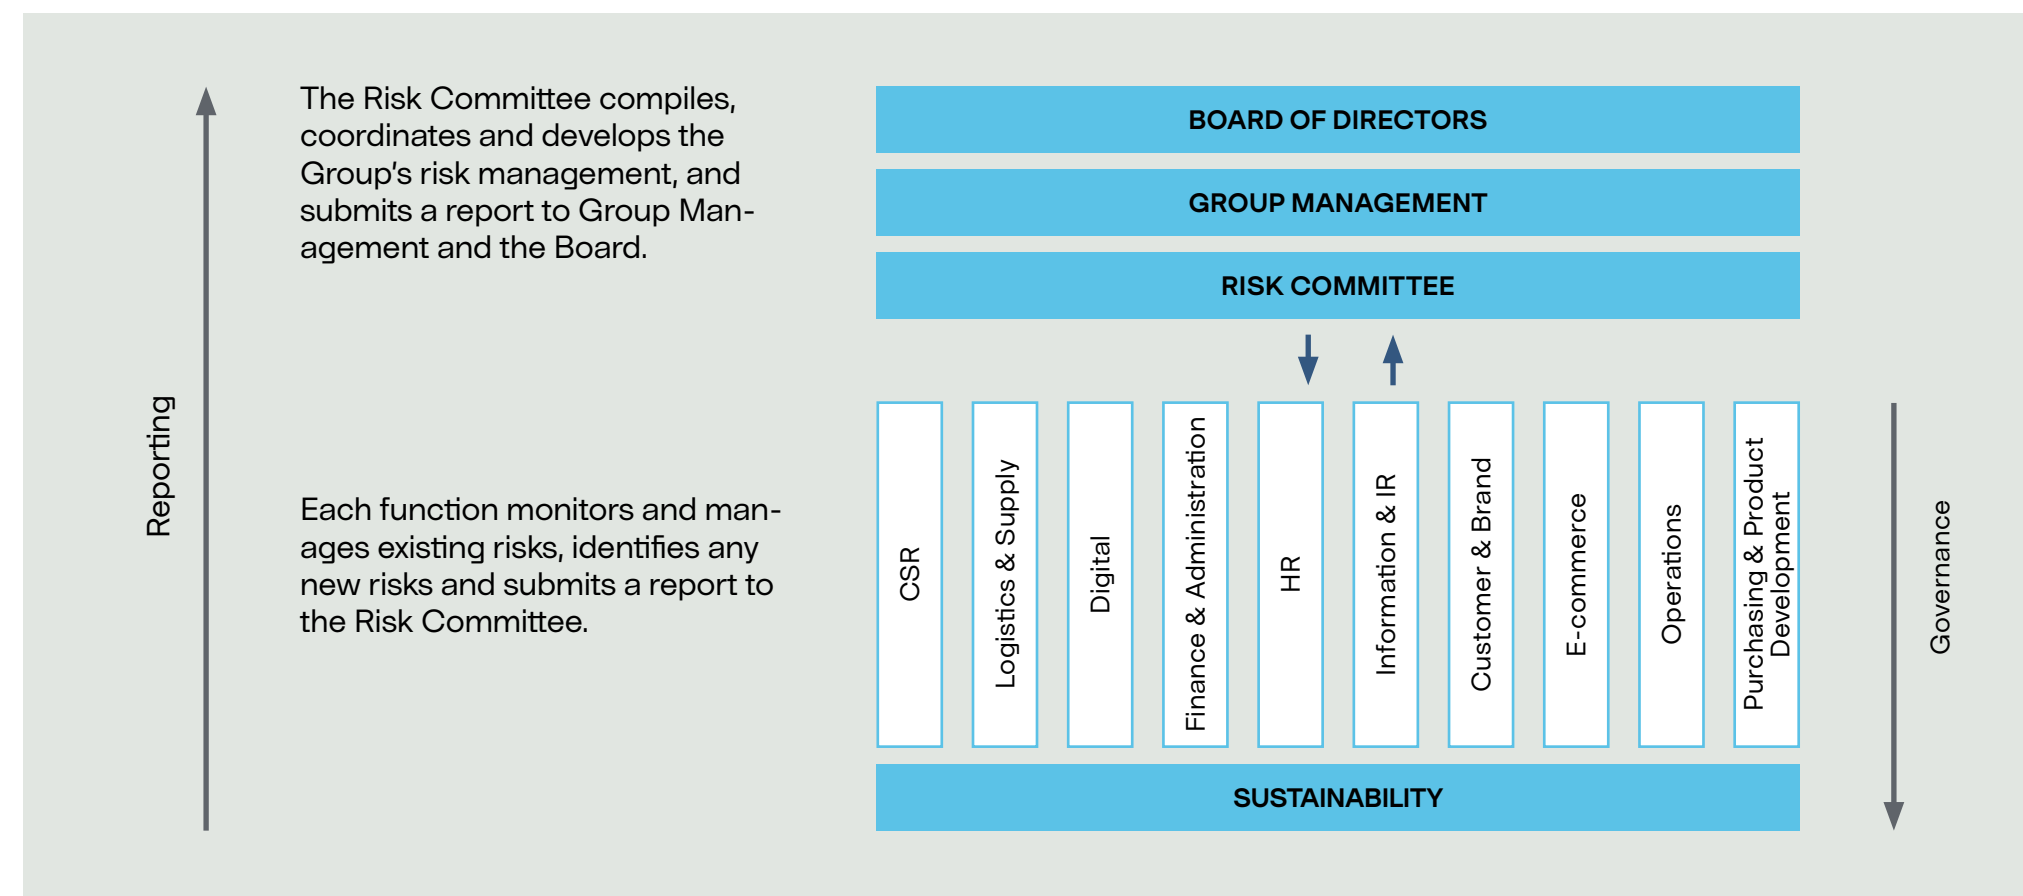 Reporting
The Risk Committee compiles,
coordinates and develops the
Group's risk management, and
submits a report to Group Man-
agement and the Board.
Each function monitors and man-
ages existing risks, identifies any
new risks and submits a report to
the Risk Committee.
BOARD OF DIRECTORS
GROUP MANAGEMENT
RISK COMMITTEE
CSR
Logistics & Supply
Digital
Finance & Administration
HR
Information & IR
Customer & Brand
E-commerce
Operations
Purchasing & Product
Development
SUSTAINABILITY
Governance